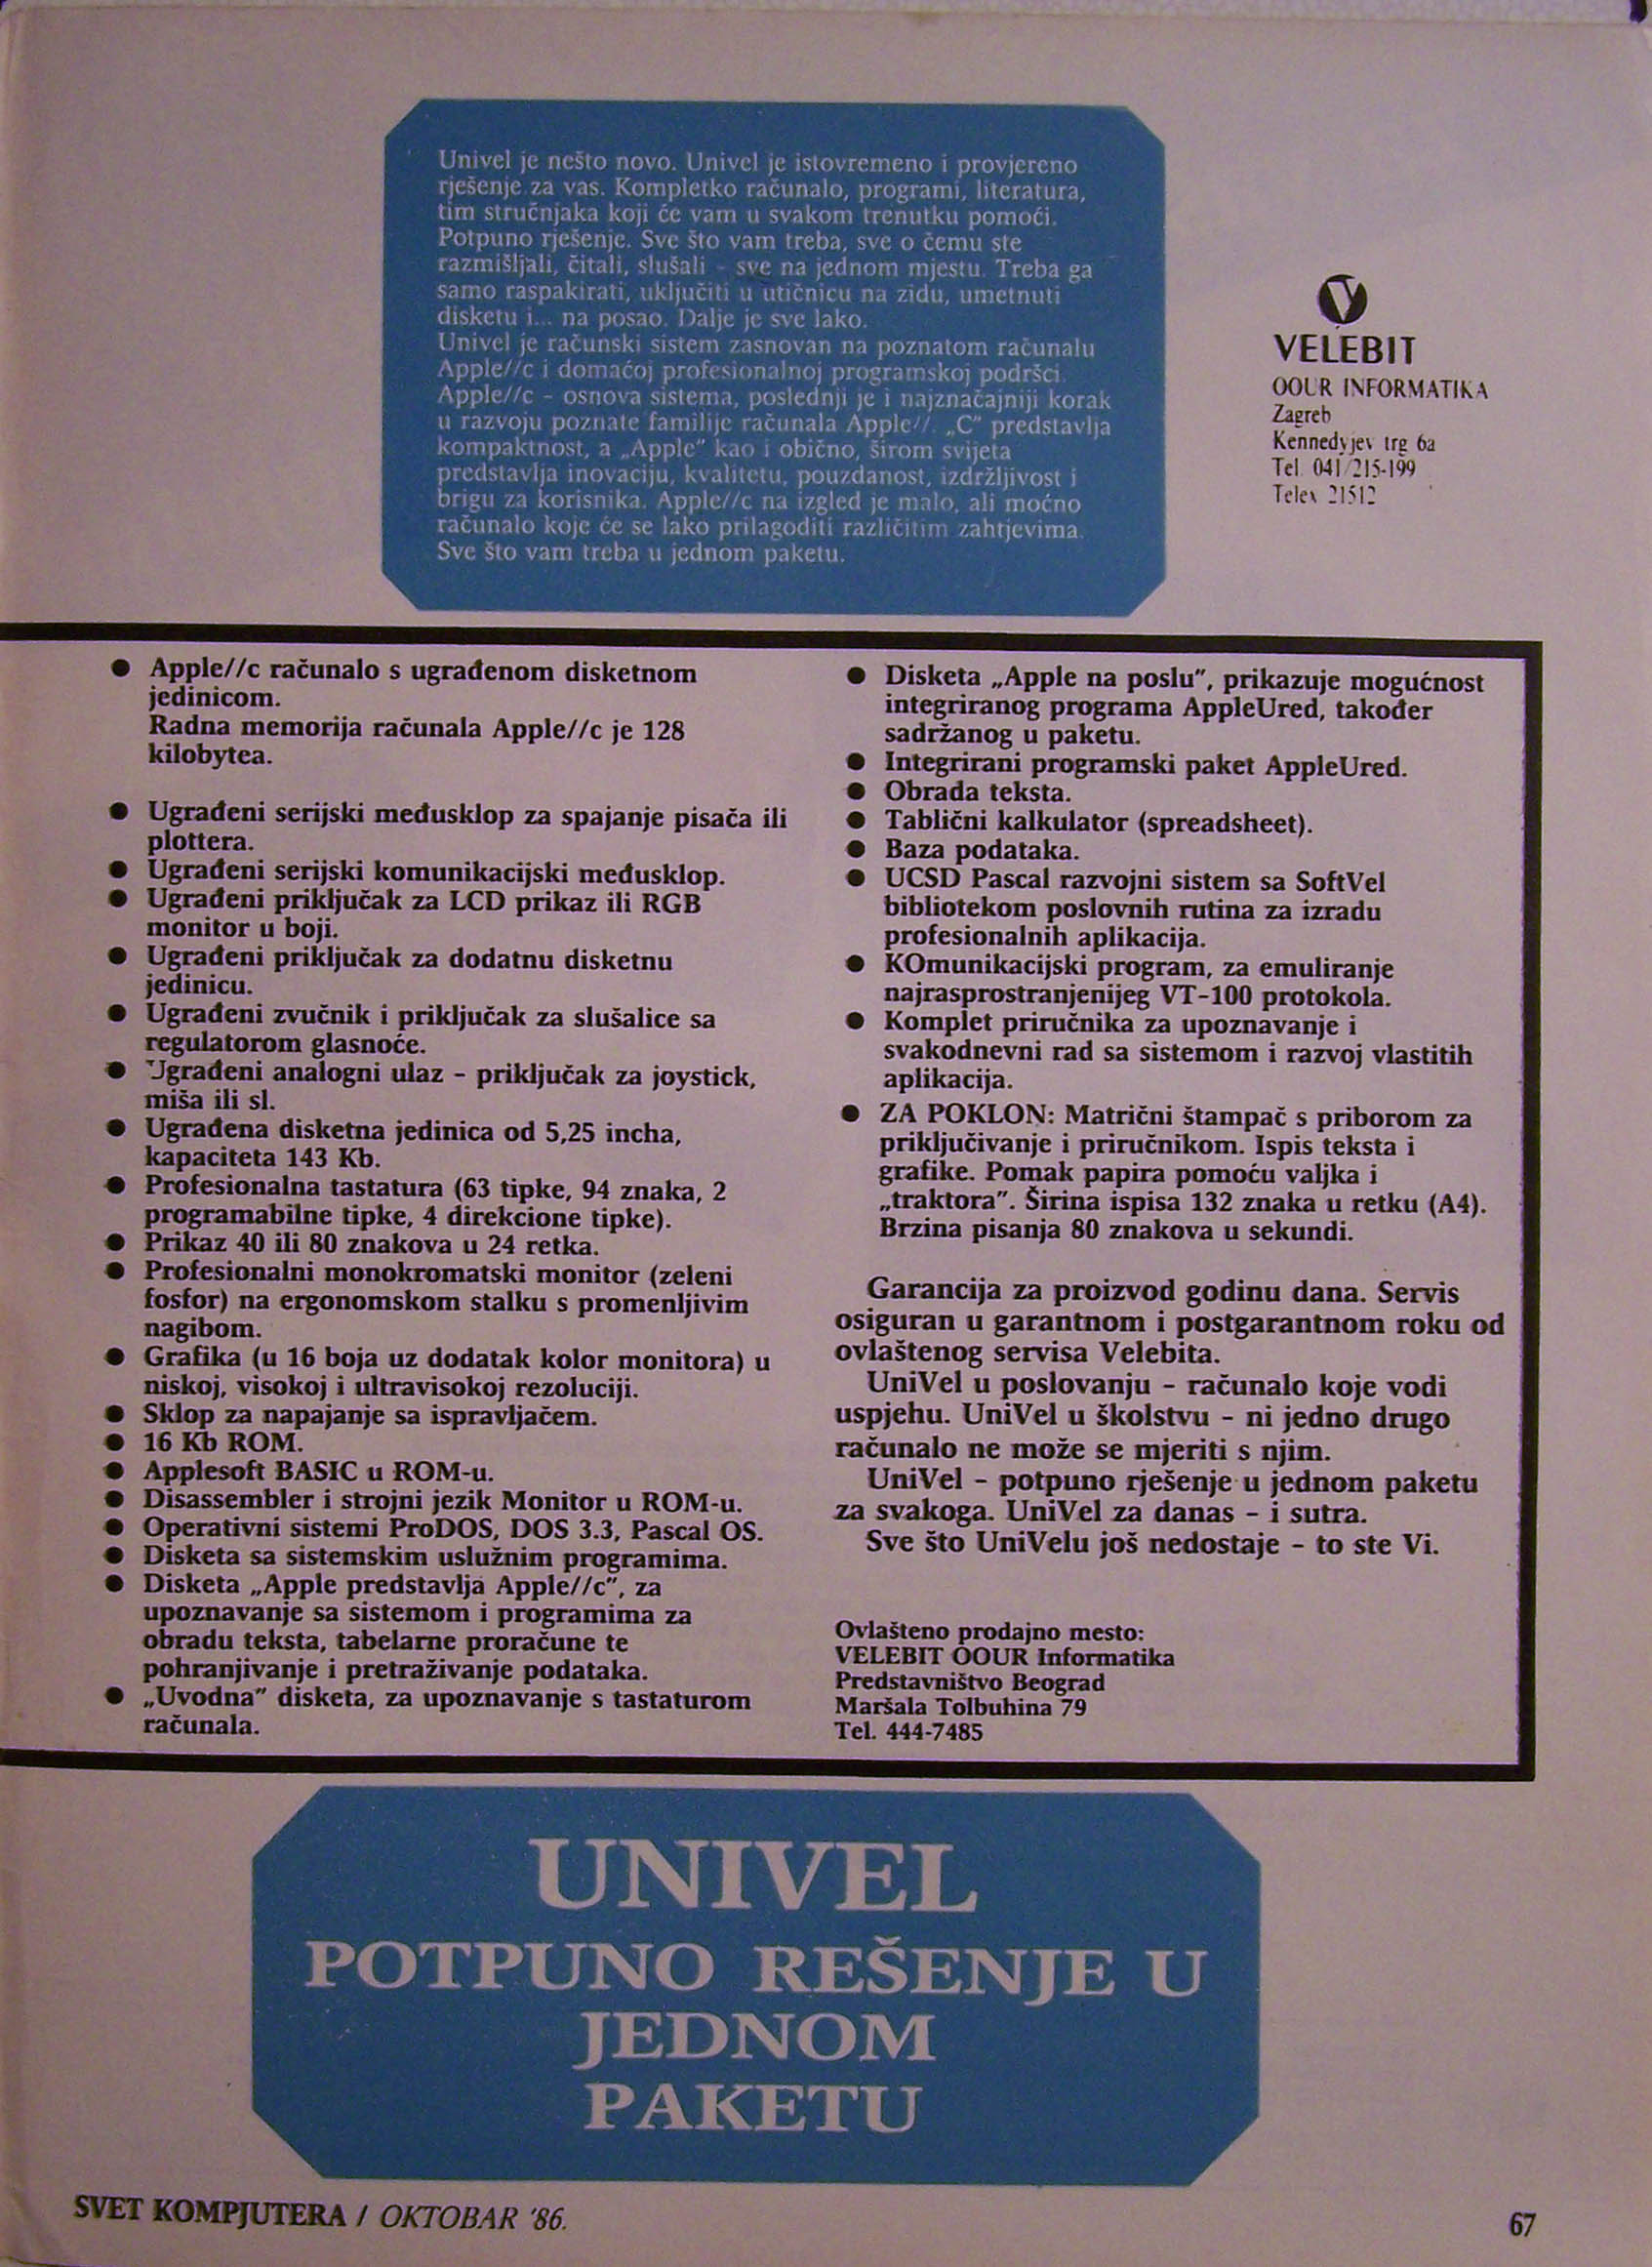 Univel je nešto novo. Univel je istovremeno i provjereno
rješenje za vas. Kompletko računalo, programi, literatura,
tim stručnjaka koji će vam u svakom trenutku pomoći.
Potpuno rješenje. Sve što vam treba, sve o čemu ste
razmišljali, čitali, slušali - sve na jednom mjestu. Treba ga
samo raspakirati, uključiti u utičnicu na zidu, umetnuti
disketu i... na posao. Dalje je sve lako.
Univel je računski sistem zasnovan na poznatom računalu
Apple//c i domaćoj profesionalnoj programskoj podršci.
Apple//c - osnova sistema, poslednji je i najznačajniji korak
u razvoju poznate familije računala Apple//. „C" predstavlja
kompaktnost, a „Apple" kao i obično, širom svijeta
predstavlja inovaciju, kvalitetu, pouzdanost, izdržljivost i
brigu za korisnika. Apple//c na izgled je malo, ali moćno
računalo koje će se lako prilagoditi različitim zahtjevima.
Sve što vam treba u jednom paketu.
VELEBIT
OOUR INFORMATIKA
Zagreb
Kennedyjev trg 6a
Tel. 041/215-199
Telex 21512
● Apple//c računalo s ugrađenom disketnom
jedinicom.
Radna memorija računala Apple//c je 128
kilobytea.
● Ugrađeni serijski međusklop za spajanje pisača ili
plottera.
● Ugrađeni serijski komunikacijski međusklop.
● Ugrađeni priključak za LCD prikaz ili RGB
monitor u boji.
● Ugrađeni priključak za dodatnu disketnu
jedinicu.
● Ugrađeni zvučnik i priključak za slušalice sa
regulatorom glasnoće.
● Ugrađeni analogni ulaz - priključak za joystick,
miša ili sl.
● Ugrađena disketna jedinica od 5,25 incha,
kapaciteta 143 Kb.
● Profesionalna tastatura (63 tipke, 94 znaka, 2
programabilne tipke, 4 direkcione tipke).
● Prikaz 40 ili 80 znakova u 24 retka.
● Profesionalni monokromatski monitor (zeleni
fosfor) na ergonomskom stalku s promenljivim
nagibom.
● Grafika (u 16 boja uz dodatak kolor monitora) u
niskoj, visokoj i ultravisokoj rezoluciji.
● Sklop za napajanje sa ispravljačem.
● 16 Kb ROM.
● Applesoft BASIC u ROM-u.
● Disassembler i strojni jezik Monitor u ROM-u.
● Operativni sistemi ProDOS, DOS 3.3, Pascal OS.
● Disketa sa sistemskim uslužnim programima.
● Disketa „Apple predstavlja Apple//c", za
upoznavanje sa sistemom i programima za
obradu teksta, tabelarne proračune te
pohranjivanje i pretraživanje podataka.
● „Uvodna" disketa, za upoznavanje s tastaturom
računala.
● Disketa „Apple na poslu", prikazuje mogućnost
integriranog programa AppleUred, također
sadržanog u paketu.
● Integrirani programski paket AppleUred.
● Obrada teksta.
● Tablični kalkulator (spreadsheet).
● Baza podataka.
● UCSD Pascal razvojni sistem sa SoftVel
bibliotekom poslovnih rutina za izradu
profesionalnih aplikacija.
● KOmunikacijski program, za emuliranje
najrasprostranjenijeg VT-100 protokola.
● Komplet priručnika za upoznavanje i
svakodnevni rad sa sistemom i razvoj vlastitih
aplikacija.
● ZA POKLON: Matrični štampač s priborom za
priključivanje i priručnikom. Ispis teksta i
grafike. Pomak papira pomoću valjka i
„traktora". Širina ispisa 132 znaka u retku (A4).
Brzina pisanja 80 znakova u sekundi.
Garancija za proizvod godinu dana. Servis
osiguran u garantnom i postgarantnom roku od
ovlaštenog servisa Velebita.
UniVel u poslovanju - računalo koje vodi
uspjehu. UniVel u školstvu - ni jedno drugo
računalo ne može se mjeriti s njim.
UniVel - potpuno rješenje u jednom paketu
za svakoga. UniVel za danas - i sutra.
Sve što UniVelu još nedostaje - to ste Vi.
Ovlašteno prodajno mesto:
VELEBIT OOUR Informatika
Predstavništvo Beograd
Maršala Tolbuhina 79
Tel. 444-7485
UNIVEL
POTPUNO REŠENJE U
JEDNOM
PAKETU
SVET KOMPJUTERA / OKTOBAR '86.
67